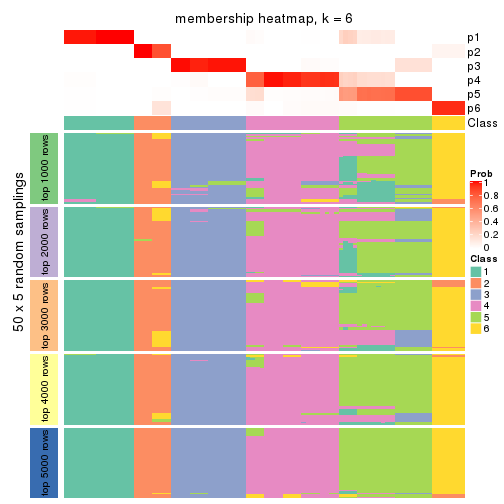 membership heatmap, k = 6
p1
p2
p3
p4
p5
p6
Class
50 x 5 random samplings
top 1000 rows
top 2000 rows
top 3000 rows
top 4000 rows
top 5000 rows
Prob
1
0.8
0.6
0.4
0.2
0
Class
1
2
3
4
5
6